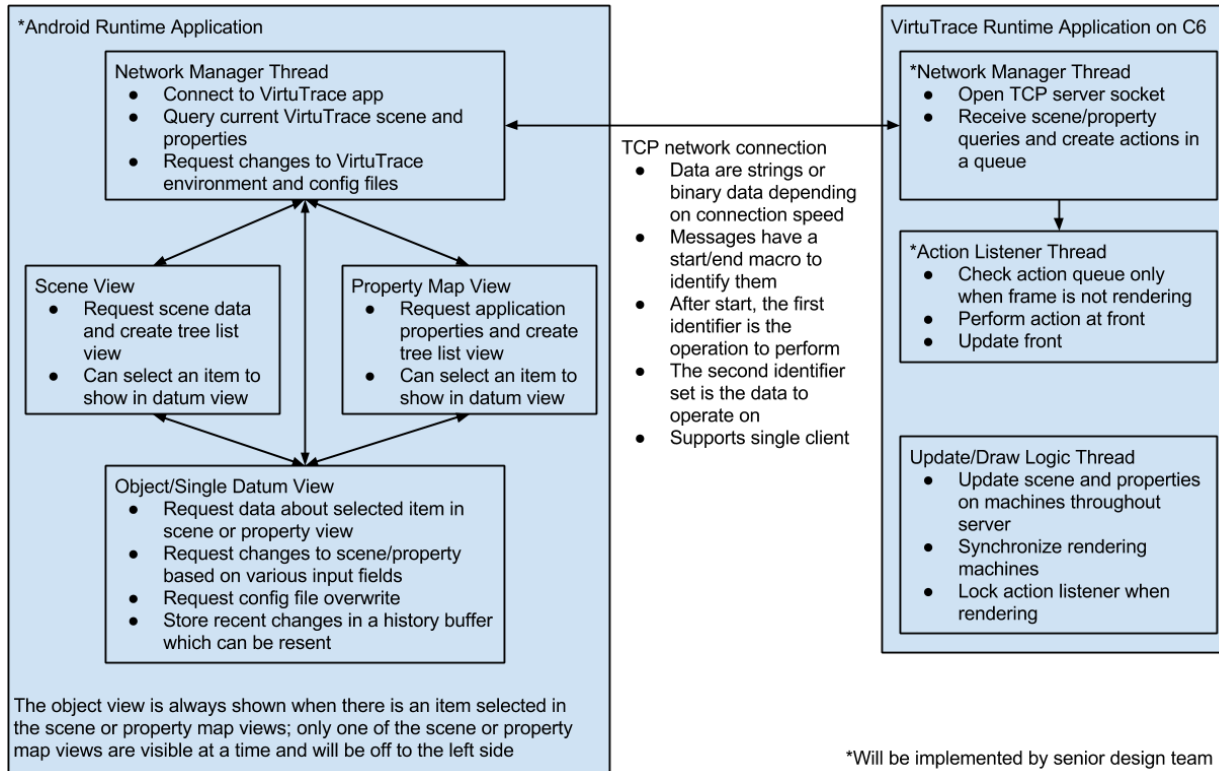 *Android Runtime Application
Network Manager Thread
● Connect to VirtuTrace app
● Query current VirtuTrace scene and
properties
● Request changes to VirtuTrace
environment and config files
Scene View
● Request scene data
and create tree list
view
● Can select an item to
show in datum view
Property Map View
● Request application
properties and create
tree list view
● Can select an item to
show in datum view
Object/Single Datum View
● Request data about selected item in
scene or property view
● Request changes to scene/property
based on various input fields
● Request config file overwrite
● Store recent changes in a history buffer
which can be resent
The object view is always shown when there is an item selected in
the scene or property map views; only one of the scene or property
map views are visible at a time and will be off to the left side
TCP network connection
● Data are strings or
binary data depending
on connection speed
● Messages have a
start/end macro to
identify them
● After start, the first
identifier is the
operation to perform
● The second identifier
set is the data to
operate on
● Supports single client
VirtuTrace Runtime Application on C6
*Network Manager Thread
● Open TCP server socket
● Receive scene/property
queries and create actions in
a queue
*Action Listener Thread
● Check action queue only
when frame is not rendering
● Perform action at front
● Update front
Update/Draw Logic Thread
● Update scene and properties
on machines throughout
server
● Synchronize rendering
machines
● Lock action listener when
rendering
*Will be implemented by senior design team